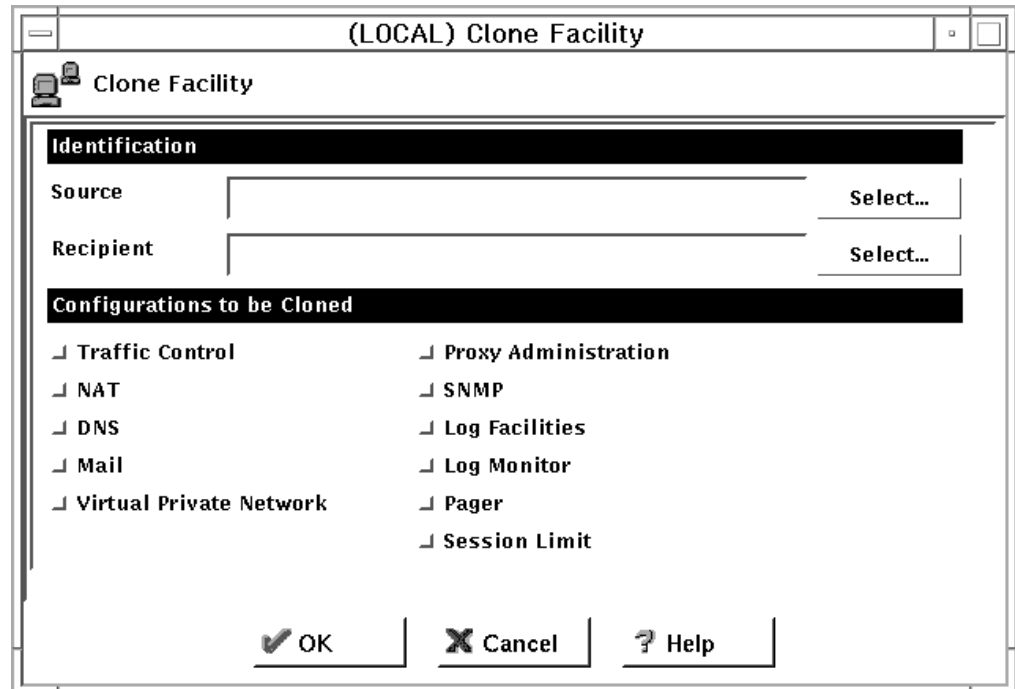 (LOCAL) Clone Facility
Clone Facility
Identification
Source
Select...
Recipient
Select...
Configurations to be Cloned
Traffic Control
Proxy Administration
NAT
SNMP
DNS
Log Facilities
Mail
Log Monitor
Virtual Private Network
Pager
Session Limit
OK
Cancel
? Help